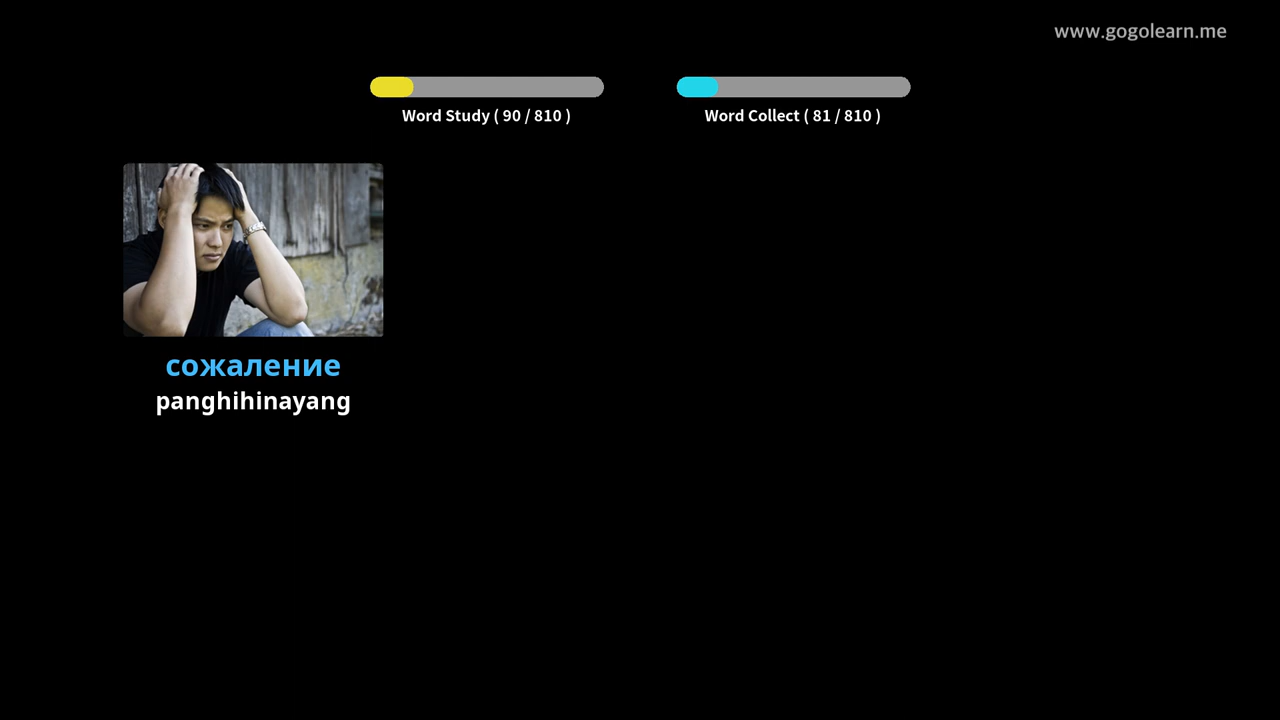 www.gogolearn.me
Word Study ( 90 / 810 )
Word Collect ( 81 / 810 )
сожаление
panghihinayang